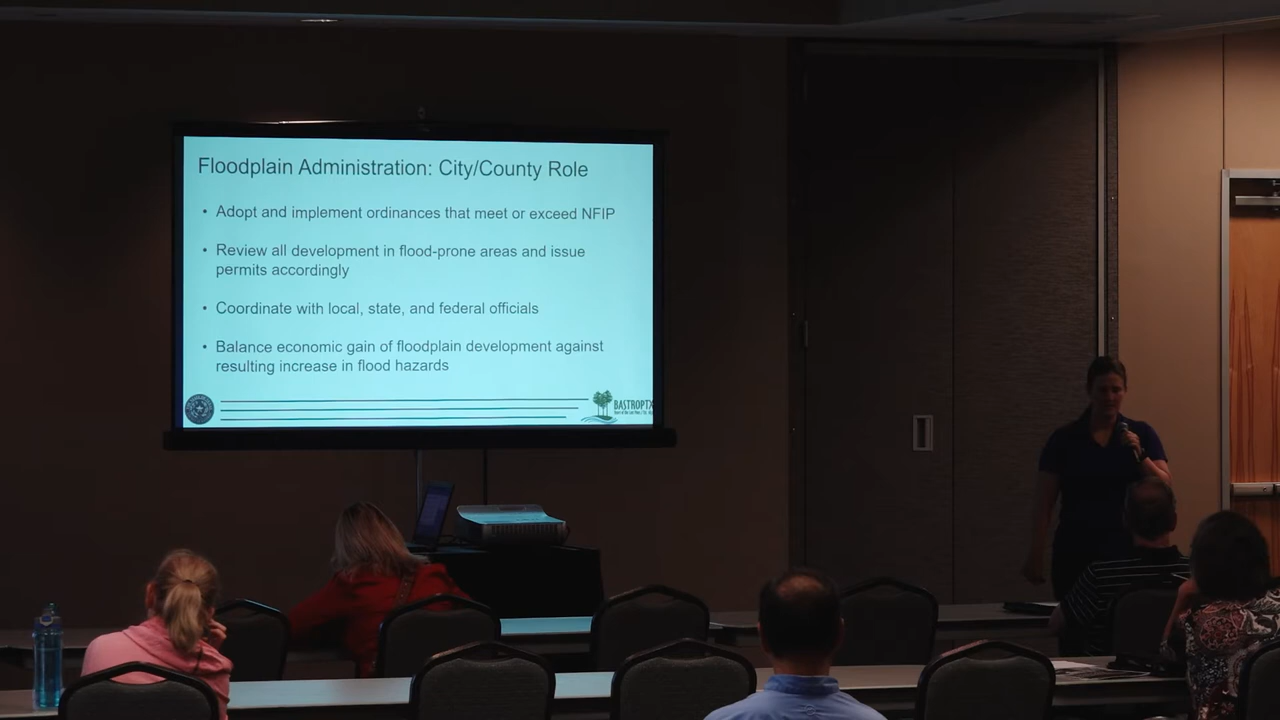 Floodplain Administration: City/County Role
• Adopt and implement ordinances that meet or exceed NFIP
• Review all development in flood-prone areas and issue
permits accordingly
• Coordinate with local, state, and federal officials
• Balance economic gain of floodplain development against
resulting increase in flood hazards
BASTROPTX